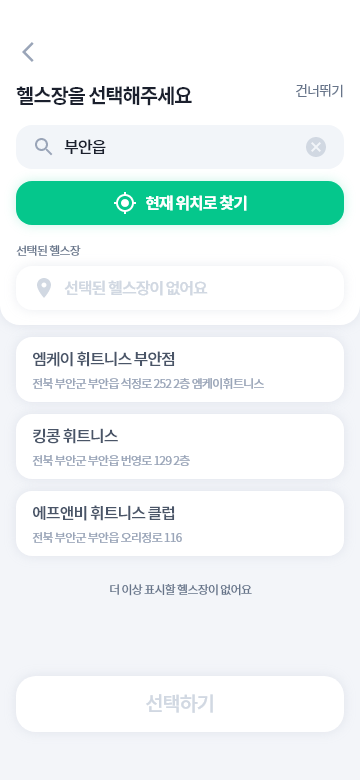 헬스장을 선택해주세요
건너뛰기
부안읍
현재 위치로 찾기
선택된 헬스장
선택된 헬스장이 없어요
엠케이 휘트니스 부안점
전북 부안군 부안읍 석정로 252 2층 엠케이휘트니스
킹콩 휘트니스
전북 부안군 부안읍 번영로 129 2층
에프앤비 휘트니스 클럽
전북 부안군 부안읍 오리정로 116
더 이상 표시할 헬스장이 없어요
선택하기